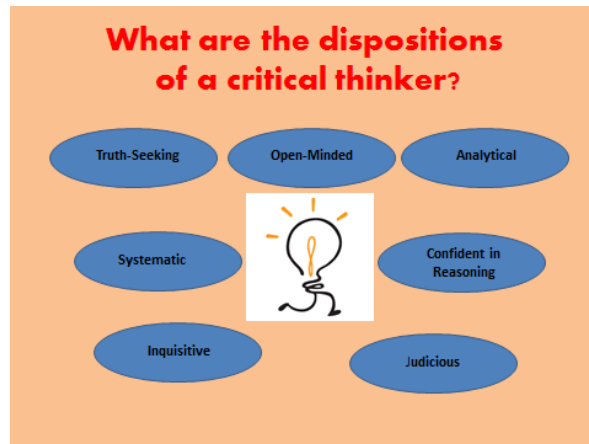 What are the dispositions
of a critical thinker?
Truth-Seeking
Open-Minded
Analytical
Systematic
Confident in
Reasoning
Inquisitive
Judicious